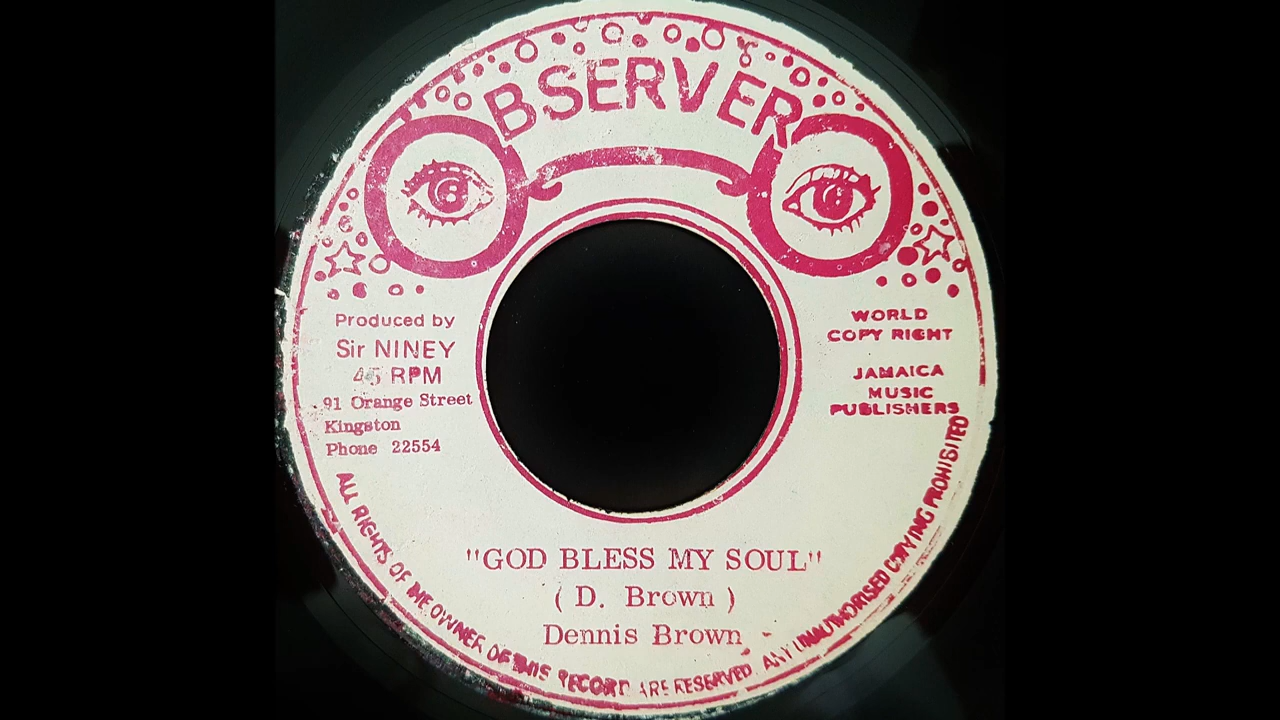 OBSERVER
Produced by
Sir NINEY
45 RPM
91 Orange Street
Kingston
Phone 22554
WORLD
COPY RIGHT
JAMAICA
MUSIC
PUBLISHERS
"GOD BLESS MY SOUL"
( D. Brown )
Dennis Brown
ALL RIGHTS OF THE OWNER OF THIS RECORD ARE RESERVED. ANY UNAUTHORISED COPYING PROHIBITED